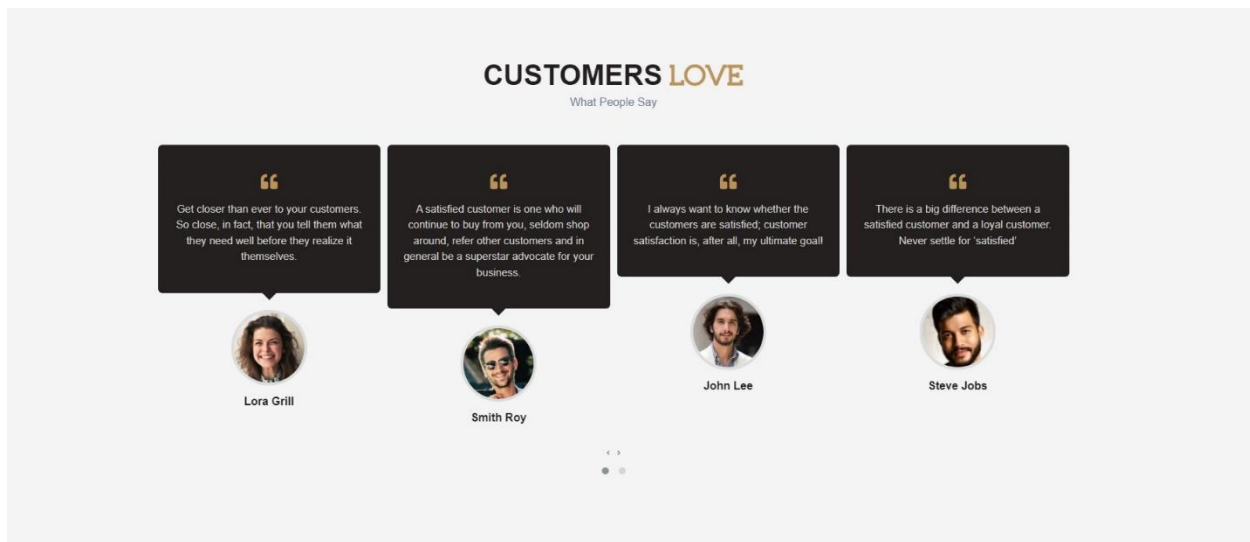 CUSTOMERS LOVE
What People Say
Get closer than ever to your customers.
So close, in fact, that you tell them what
they need well before they realize it
themselves.
Lora Grill
A satisfied customer is one who will
continue to buy from you, seldom shop
around, refer other customers and in
general be a superstar advocate for your
business.
Smith Roy
I always want to know whether the
customers are satisfied; customer
satisfaction is, after all, my ultimate goal!
John Lee
There is a big difference between a
satisfied customer and a loyal customer.
Never settle for ‘satisfied’
Steve Jobs